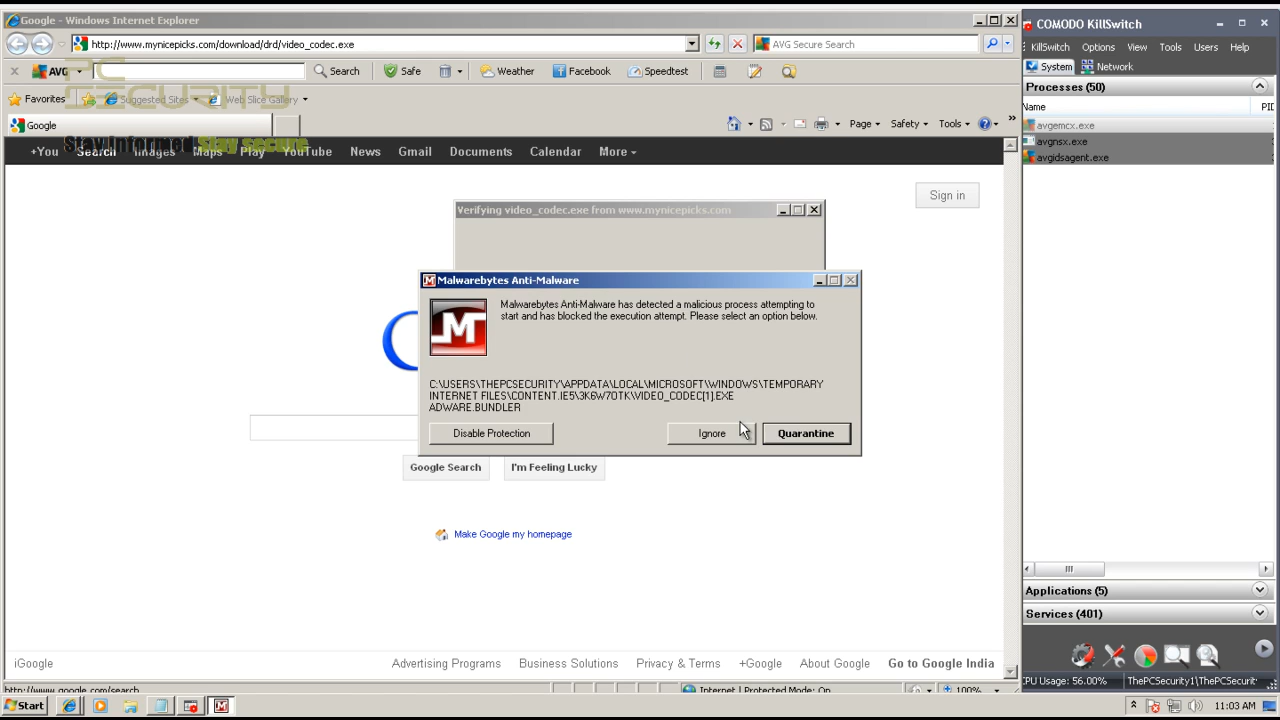 Google - Windows Internet Explorer
http://www.mynicepicks.com/download/drd/video_codec.exe
AVG Secure Search
AVG
Search
Safe
Weather
Facebook
Speedtest
PC
SECURITY
Favorites
Suggested Sites
Web Slice Gallery
Google
Page
Safety
Tools
Stay Informed Stay secure
+You
Search
Images
Maps
Play
YouTube
News
Gmail
Documents
Calendar
More
Sign in
Verifying video_codec.exe from www.mynicepicks.com
Malwarebytes Anti-Malware
Malwarebytes Anti-Malware has detected a malicious process attempting to
start and has blocked the execution attempt. Please select an option below.
C:\USERS\THEPCSECURITY\APPDATA\LOCAL\MICROSOFT\WINDOWS\TEMPORARY
INTERNET FILES\CONTENT.IE5\3K6W7OTK\VIDEO_CODEC[1].EXE
ADWARE.BUNDLER
Disable Protection
Ignore
Quarantine
Google Search
I'm Feeling Lucky
Make Google my homepage
iGoogle
Advertising Programs
Business Solutions
Privacy & Terms
+Google
About Google
Go to Google India
http://www.google.com/search
Internet | Protected Mode: On
100%
COMODO KillSwitch
KillSwitch
Options
View
Tools
Users
Help
System
Network
Processes (50)
Name
PID
avgemcx.exe
avgnsx.exe
avgidsagent.exe
Applications (5)
Services (401)
CPU Usage: 56.00%
ThePCSecurity1\ThePCSecurit
Start
11:03 AM